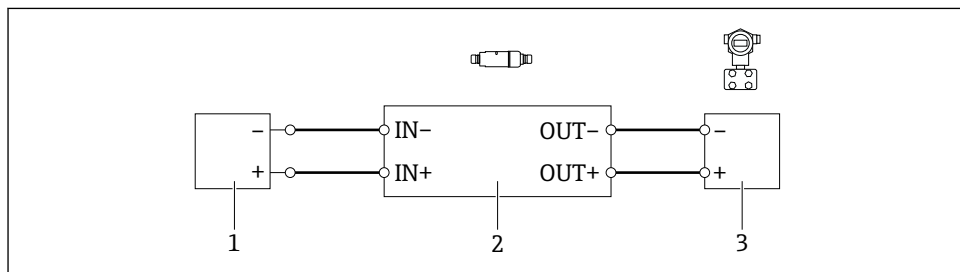 − IN− OUT− −
+ IN+ OUT+ +
1 2 3